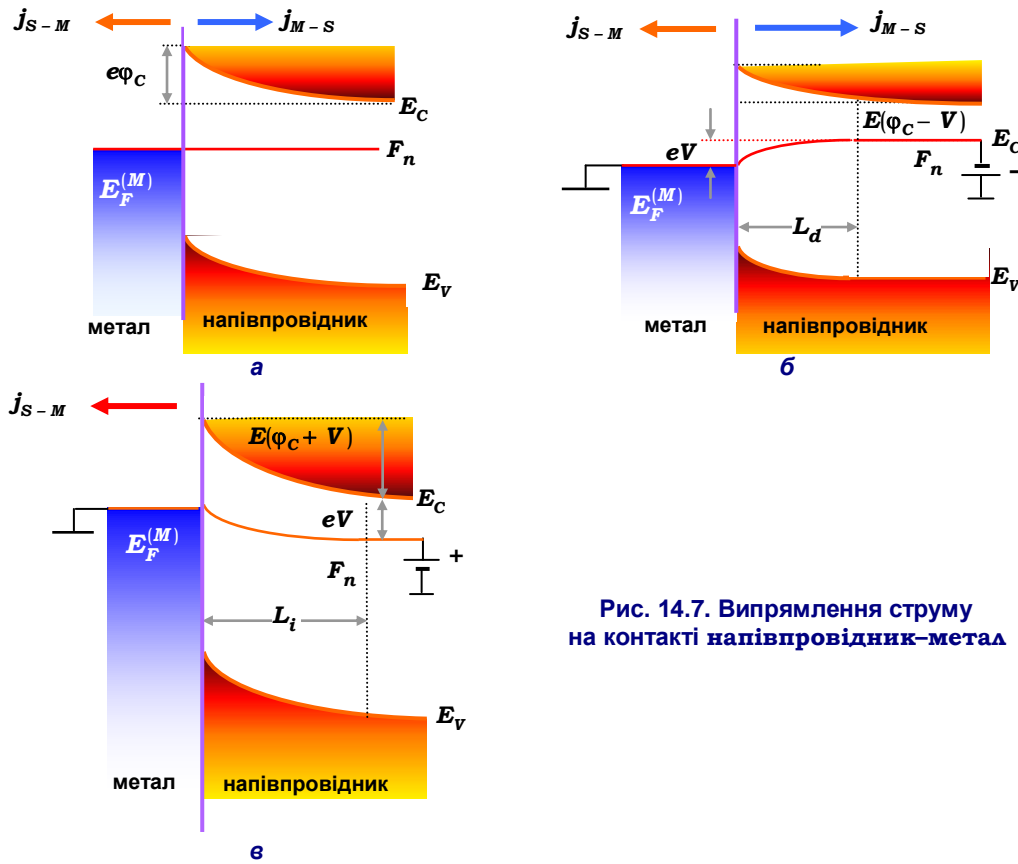 j_{S – M} j_{M – S}
eφ_C
E_C
F_n
E_F^{(M)}
E_V
метал напівпровідник
а
j_{S – M} j_{M – S}
E(φ_C – V)
eV
E_C
F_n
–
E_F^{(M)}
L_d
E_V
метал напівпровідник
б
j_{S – M}
E(φ_C + V)
E_C
eV
+
E_F^{(M)}
F_n
L_i
E_V
метал напівпровідник
в
Рис. 14.7. Випрямлення струму
на контакті напівпровідник–метал